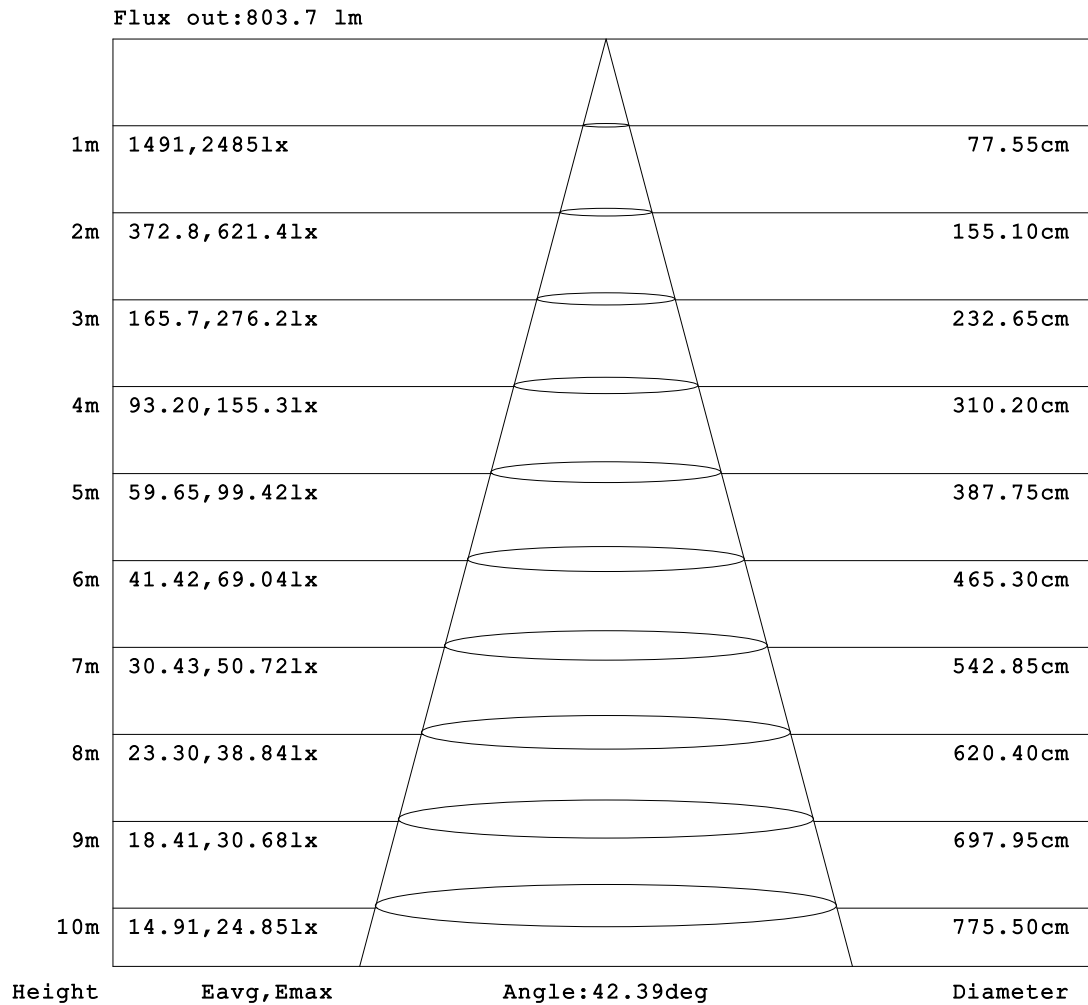 Flux out:803.7 lm
1m 1491,2485lx 77.55cm
2m 372.8,621.4lx 155.10cm
3m 165.7,276.2lx 232.65cm
4m 93.20,155.3lx 310.20cm
5m 59.65,99.42lx 387.75cm
6m 41.42,69.04lx 465.30cm
7m 30.43,50.72lx 542.85cm
8m 23.30,38.84lx 620.40cm
9m 18.41,30.68lx 697.95cm
10m 14.91,24.85lx 775.50cm
Height Eavg,Emax Angle:42.39deg Diameter